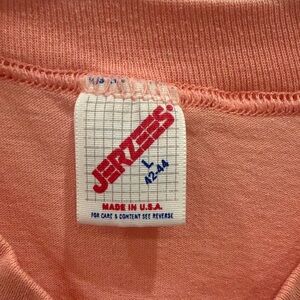 JERZEES®
L
42-44
MADE IN U.S.A.
FOR CARE & CONTENT SEE REVERSE